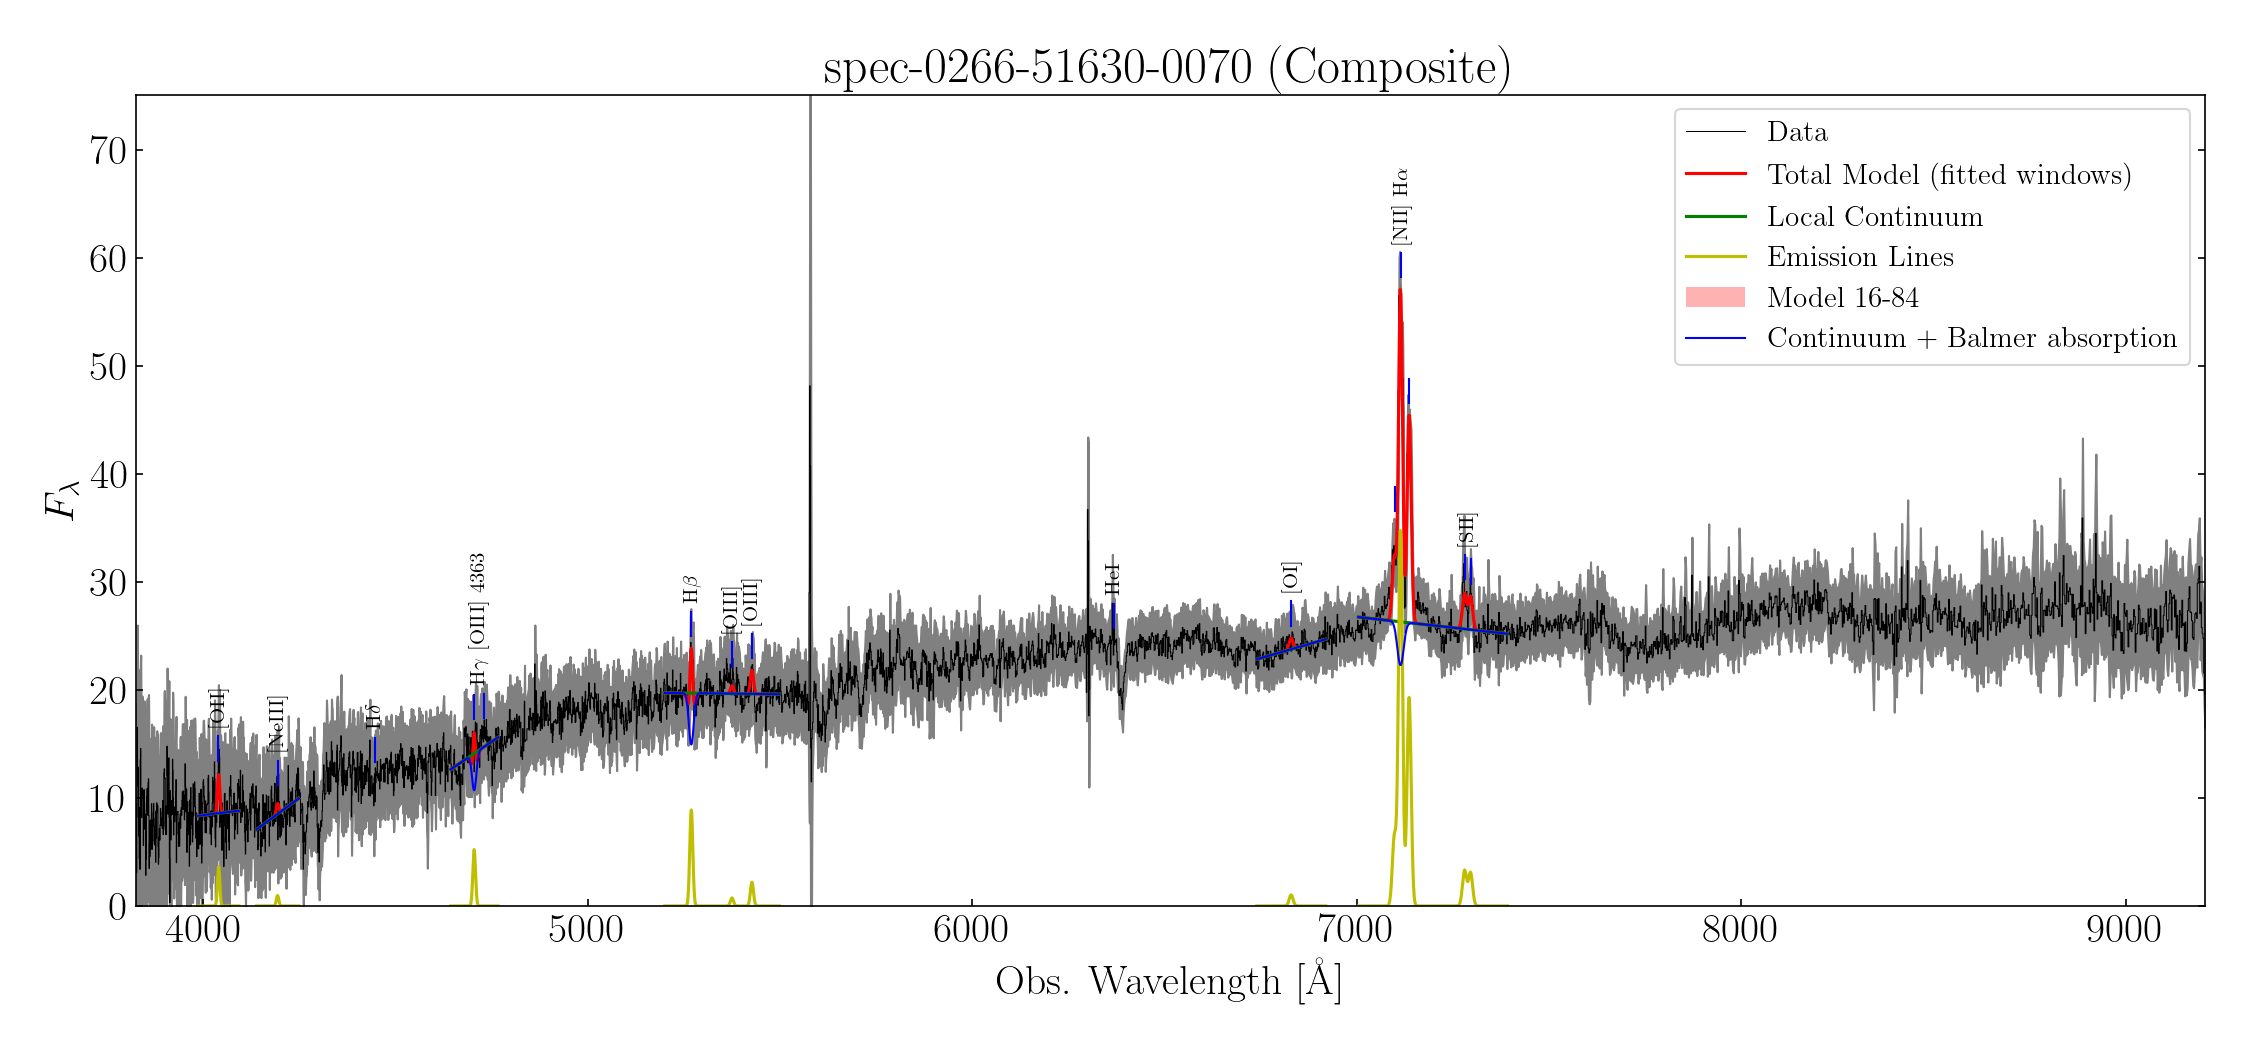 spec-0266-51630-0070 (Composite)
Data
Total Model (fitted windows)
Local Continuum
Emission Lines
Model 16-84
Continuum + Balmer absorption
[OII]
[NeIII]
Hδ
Hγ [OIII] 4363
Hβ
[OIII]
[OIII]
HeI
[OI]
[NII] Hα
[SII]
70
60
50
40
30
20
10
0
F_λ
4000 5000 6000 7000 8000 9000
Obs. Wavelength [Å]